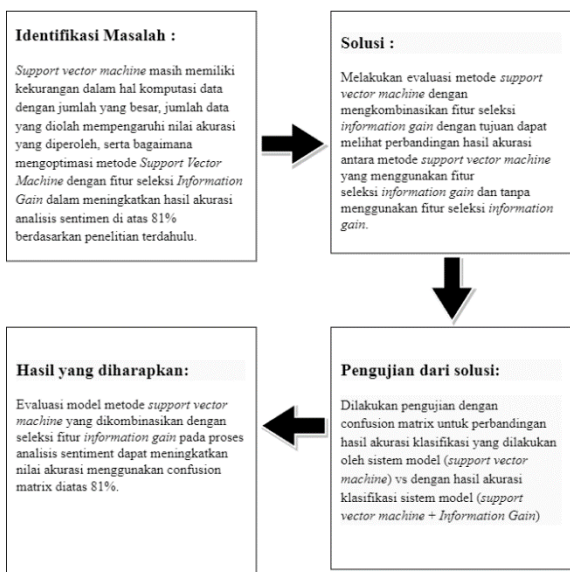 Identifikasi Masalah :
Support vector machine masih memiliki
kekurangan dalam hal komputasi data
dengan jumlah yang besar, jumlah data
yang diolah mempengaruhi nilai akurasi
yang diperoleh, serta bagaimana
mengoptimasi metode Support Vector
Machine dengan fitur seleksi Information
Gain dalam meningkatkan hasil akurasi
analisis sentimen di atas 81%
berdasarkan penelitian terdahulu.
Solusi :
Melakukan evaluasi metode support
vector machine dengan
mengkombinasikan fitur seleksi
information gain dengan tujuan dapat
melihat perbandingan hasil akurasi
antara metode support vector machine
yang menggunakan fitur
seleksi information gain dan tanpa
menggunakan fitur seleksi information
gain.
Pengujian dari solusi:
Dilakukan pengujian dengan
confusion matrix untuk perbandingan
hasil akurasi klasifikasi yang dilakukan
oleh sistem model (support vector
machine) vs dengan hasil akurasi
klasifikasi sistem model (support
vector machine + Information Gain)
Hasil yang diharapkan:
Evaluasi model metode support vector
machine yang dikombinasikan dengan
seleksi fitur information gain pada proses
analisis sentiment dapat meningkatkan
nilai akurasi menggunakan confusion
matrix diatas 81%.